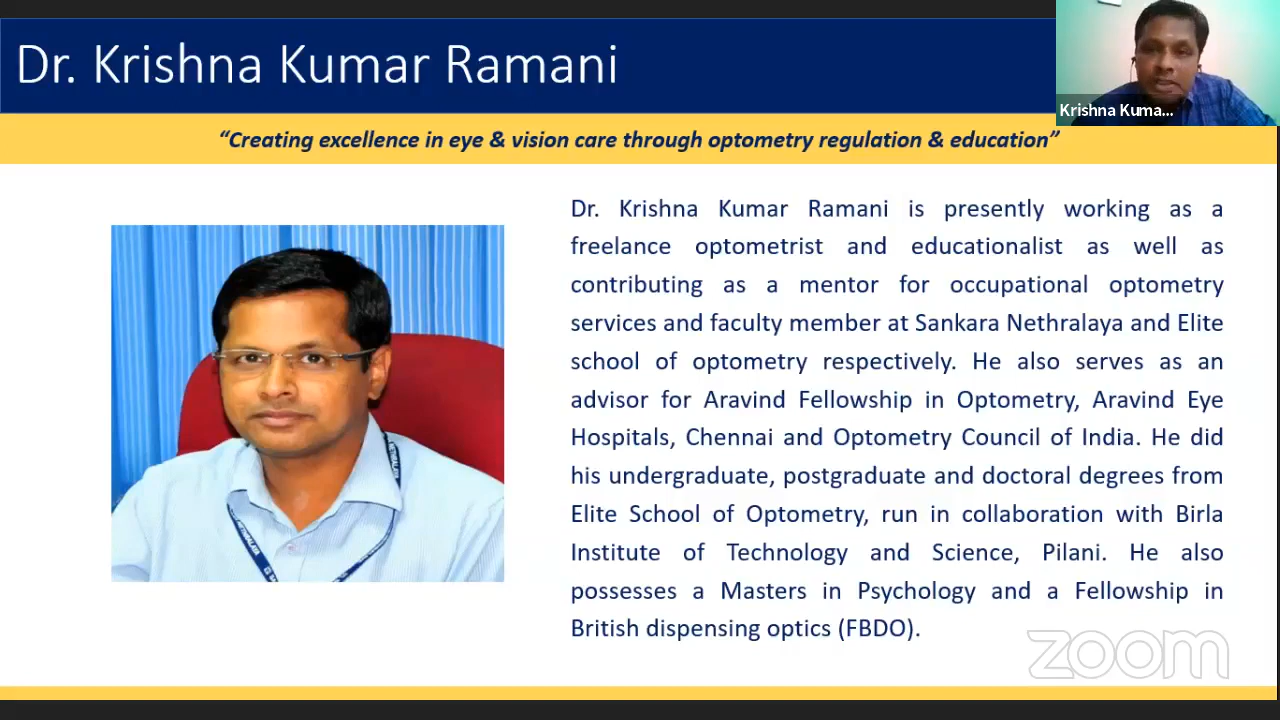 Dr. Krishna Kumar Ramani
Krishna Kuma...
“Creating excellence in eye & vision care through optometry regulation & education”
Dr. Krishna Kumar Ramani is presently working as a
freelance optometrist and educationalist as well as
contributing as a mentor for occupational optometry
services and faculty member at Sankara Nethralaya and Elite
school of optometry respectively. He also serves as an
advisor for Aravind Fellowship in Optometry, Aravind Eye
Hospitals, Chennai and Optometry Council of India. He did
his undergraduate, postgraduate and doctoral degrees from
Elite School of Optometry, run in collaboration with Birla
Institute of Technology and Science, Pilani. He also
possesses a Masters in Psychology and a Fellowship in
British dispensing optics (FBDO).
zoom